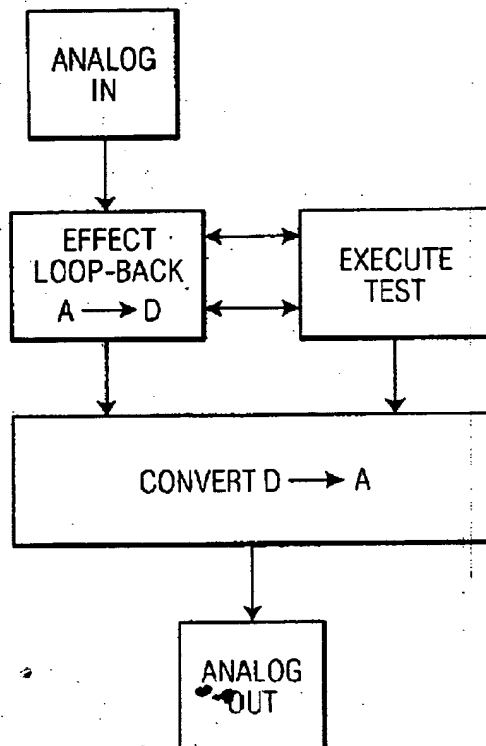 ANALOG
IN
EFFECT
LOOP-BACK
A → D
EXECUTE
TEST
CONVERT D → A
ANALOG
OUT